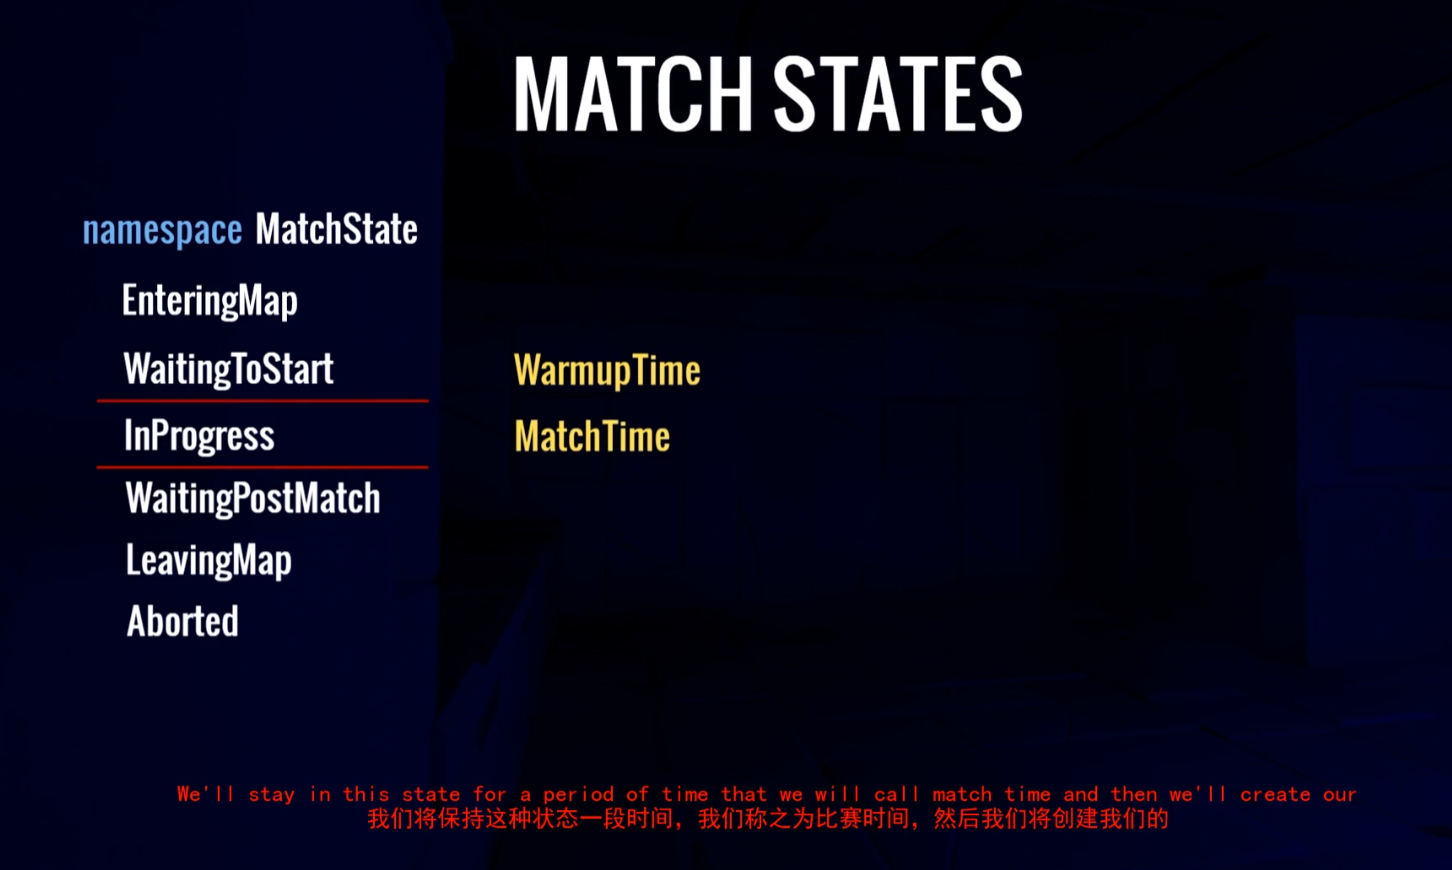 MATCH STATES
namespace MatchState
EnteringMap
WaitingToStart WarmupTime
InProgress MatchTime
WaitingPostMatch
LeavingMap
Aborted
We'll stay in this state for a period of time that we will call match time and then we'll create our
我们将保持这种状态一段时间，我们称之为比赛时间，然后我们将创建我们的